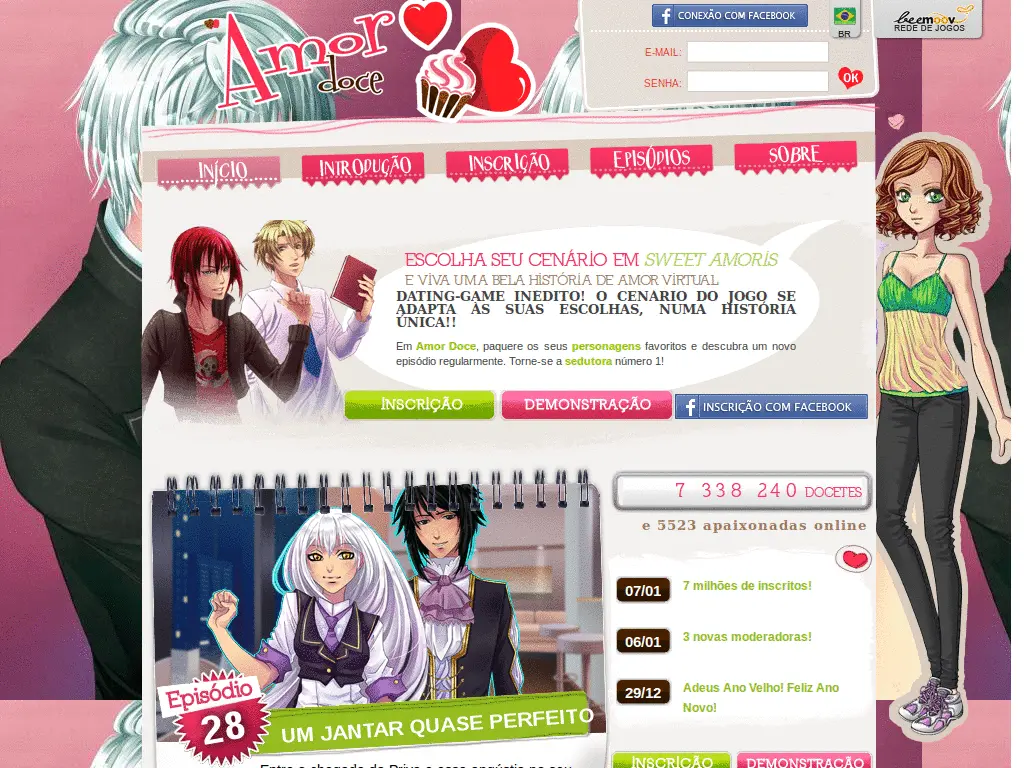 Amor
doce
CONEXÃO COM FACEBOOK
BR
beemoov
REDE DE JOGOS
E-MAIL:
SENHA:
OK
INÍCIO
INTRODUÇÃO
INSCRIÇÃO
EPISÓDIOS
SOBRE
ESCOLHA SEU CENÁRIO EM SWEET AMORIS
E VIVA UMA BELA HISTÓRIA DE AMOR VIRTUAL
DATING-GAME INEDITO! O CENARIO DO JOGO SE
ADAPTA ÀS SUAS ESCOLHAS, NUMA HISTÓRIA
ÚNICA!!
Em Amor Doce, paquere os seus personagens favoritos e descubra um novo
episódio regularmente. Torne-se a sedutora número 1!
INSCRIÇÃO
DEMONSTRAÇÃO
INSCRIÇÃO COM FACEBOOK
7 338 240 DOCETES
e 5523 apaixonadas online
07/01
7 milhões de inscritos!
06/01
3 novas moderadoras!
29/12
Adeus Ano Velho! Feliz Ano
Novo!
Episódio
28
UM JANTAR QUASE PERFEITO
INSCRIÇÃO
DEMONSTRAÇÃO